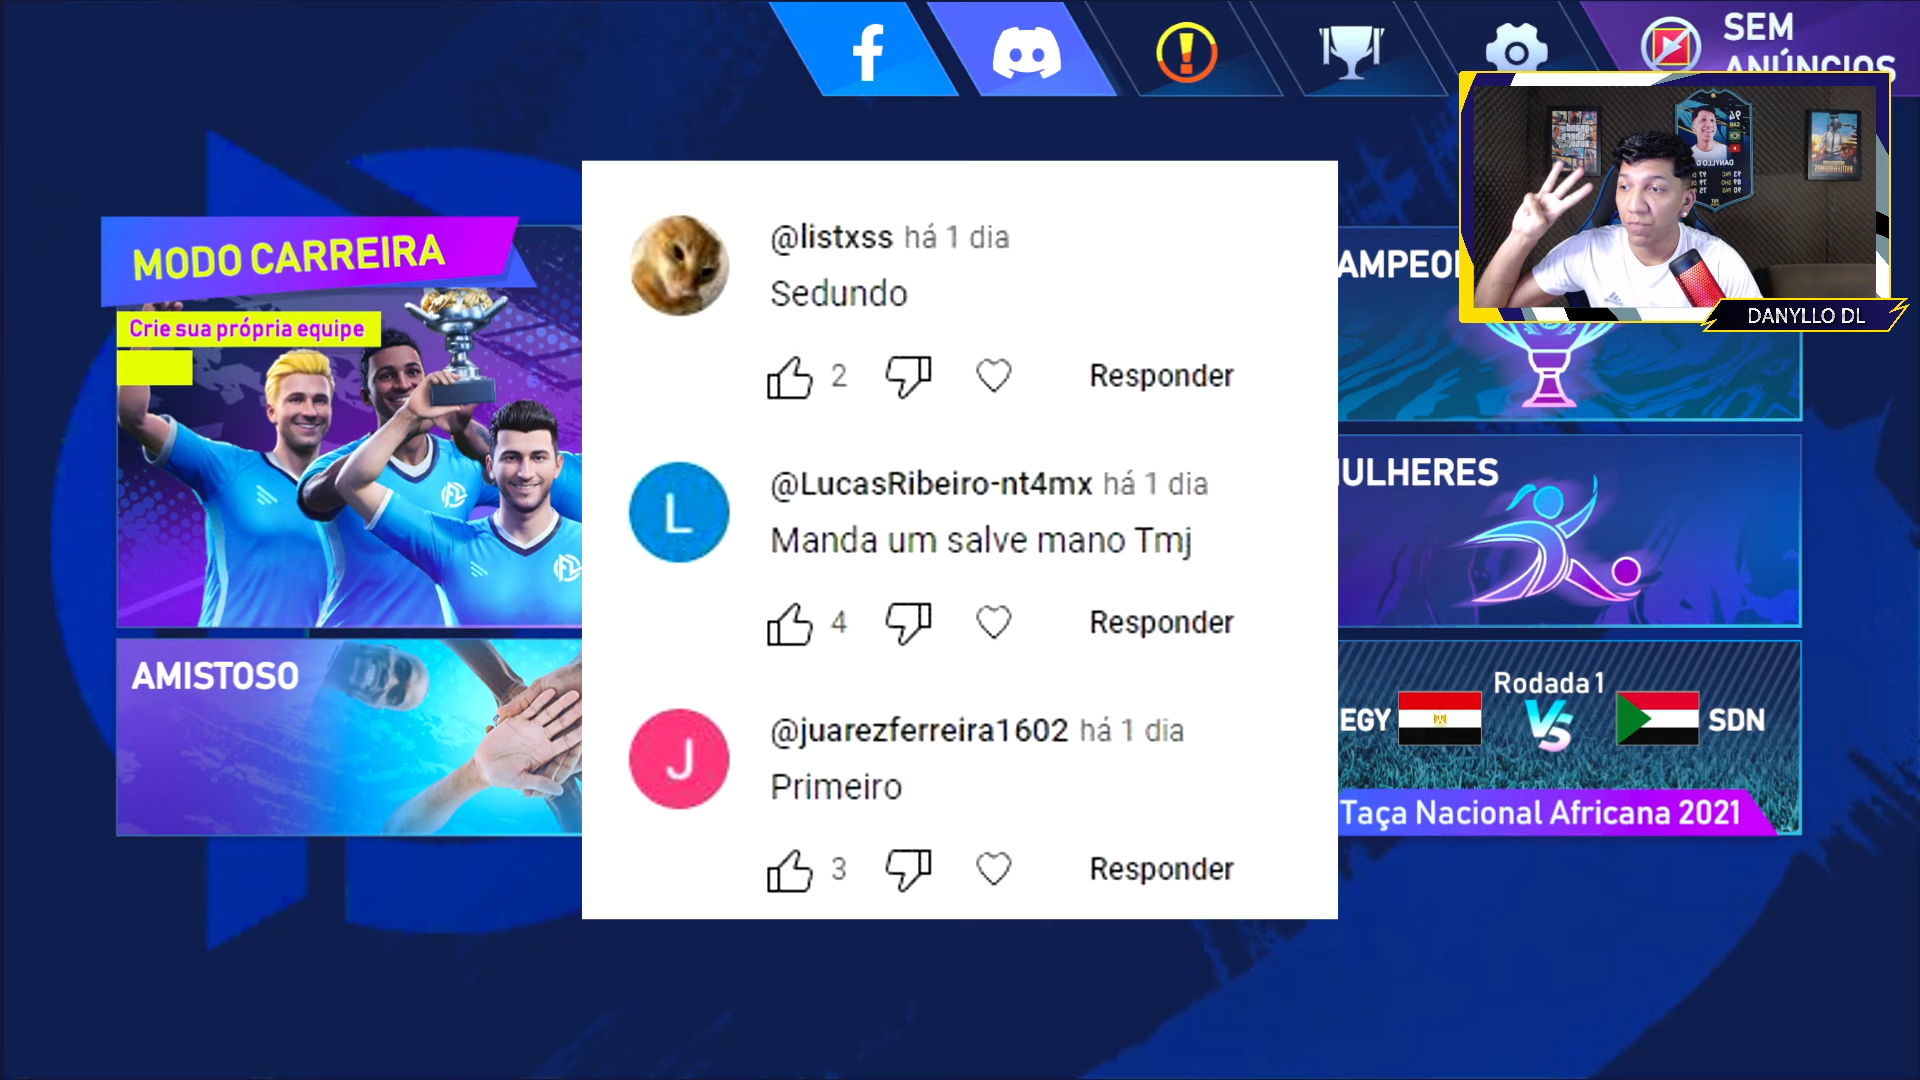 SEM
ANÚNCIOS
DANYLLO DL
MODO CARREIRA
Crie sua própria equipe
AMISTOSO
@listxss há 1 dia
Sedundo
2
Responder
@LucasRibeiro-nt4mx há 1 dia
Manda um salve mano Tmj
4
Responder
@juarezferreira1602 há 1 dia
Primeiro
3
Responder
L
J
AMPEO
ULHERES
Rodada 1
EGY VS SDN
Taça Nacional Africana 2021
94